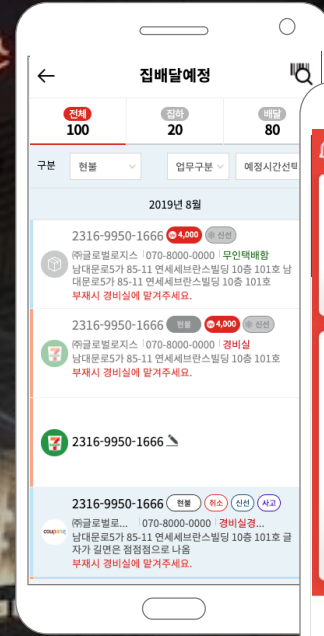 집배달예정
전체 집하 배달
100 20 80
구분 현불 업무구분 예정시간선택
2019년 8월
2316-9950-1666 4,000 신선
㈜글로벌로지스 070-8000-0000 무인택배함
남대문로5가 85-11 연세세브란스빌딩 10층 101호 남
대문로5가 85-11 연세세브란스빌딩 10층 101호
부재시 경비실에 맡겨주세요.
2316-9950-1666 현불 4,000 신선
㈜글로벌로지스 070-8000-0000 경비실
남대문로5가 85-11 연세세브란스빌딩 10층 101호
부재시 경비실에 맡겨주세요.
2316-9950-1666
2316-9950-1666 현불 취소 신선 사고
coupang ㈜글로벌로... 070-8000-0000 경비실경...
남대문로5가 85-11 연세세브란스빌딩 10층 101호 글
자가 길면은 점점점으로 나옴
부재시 경비실에 맡겨주세요.